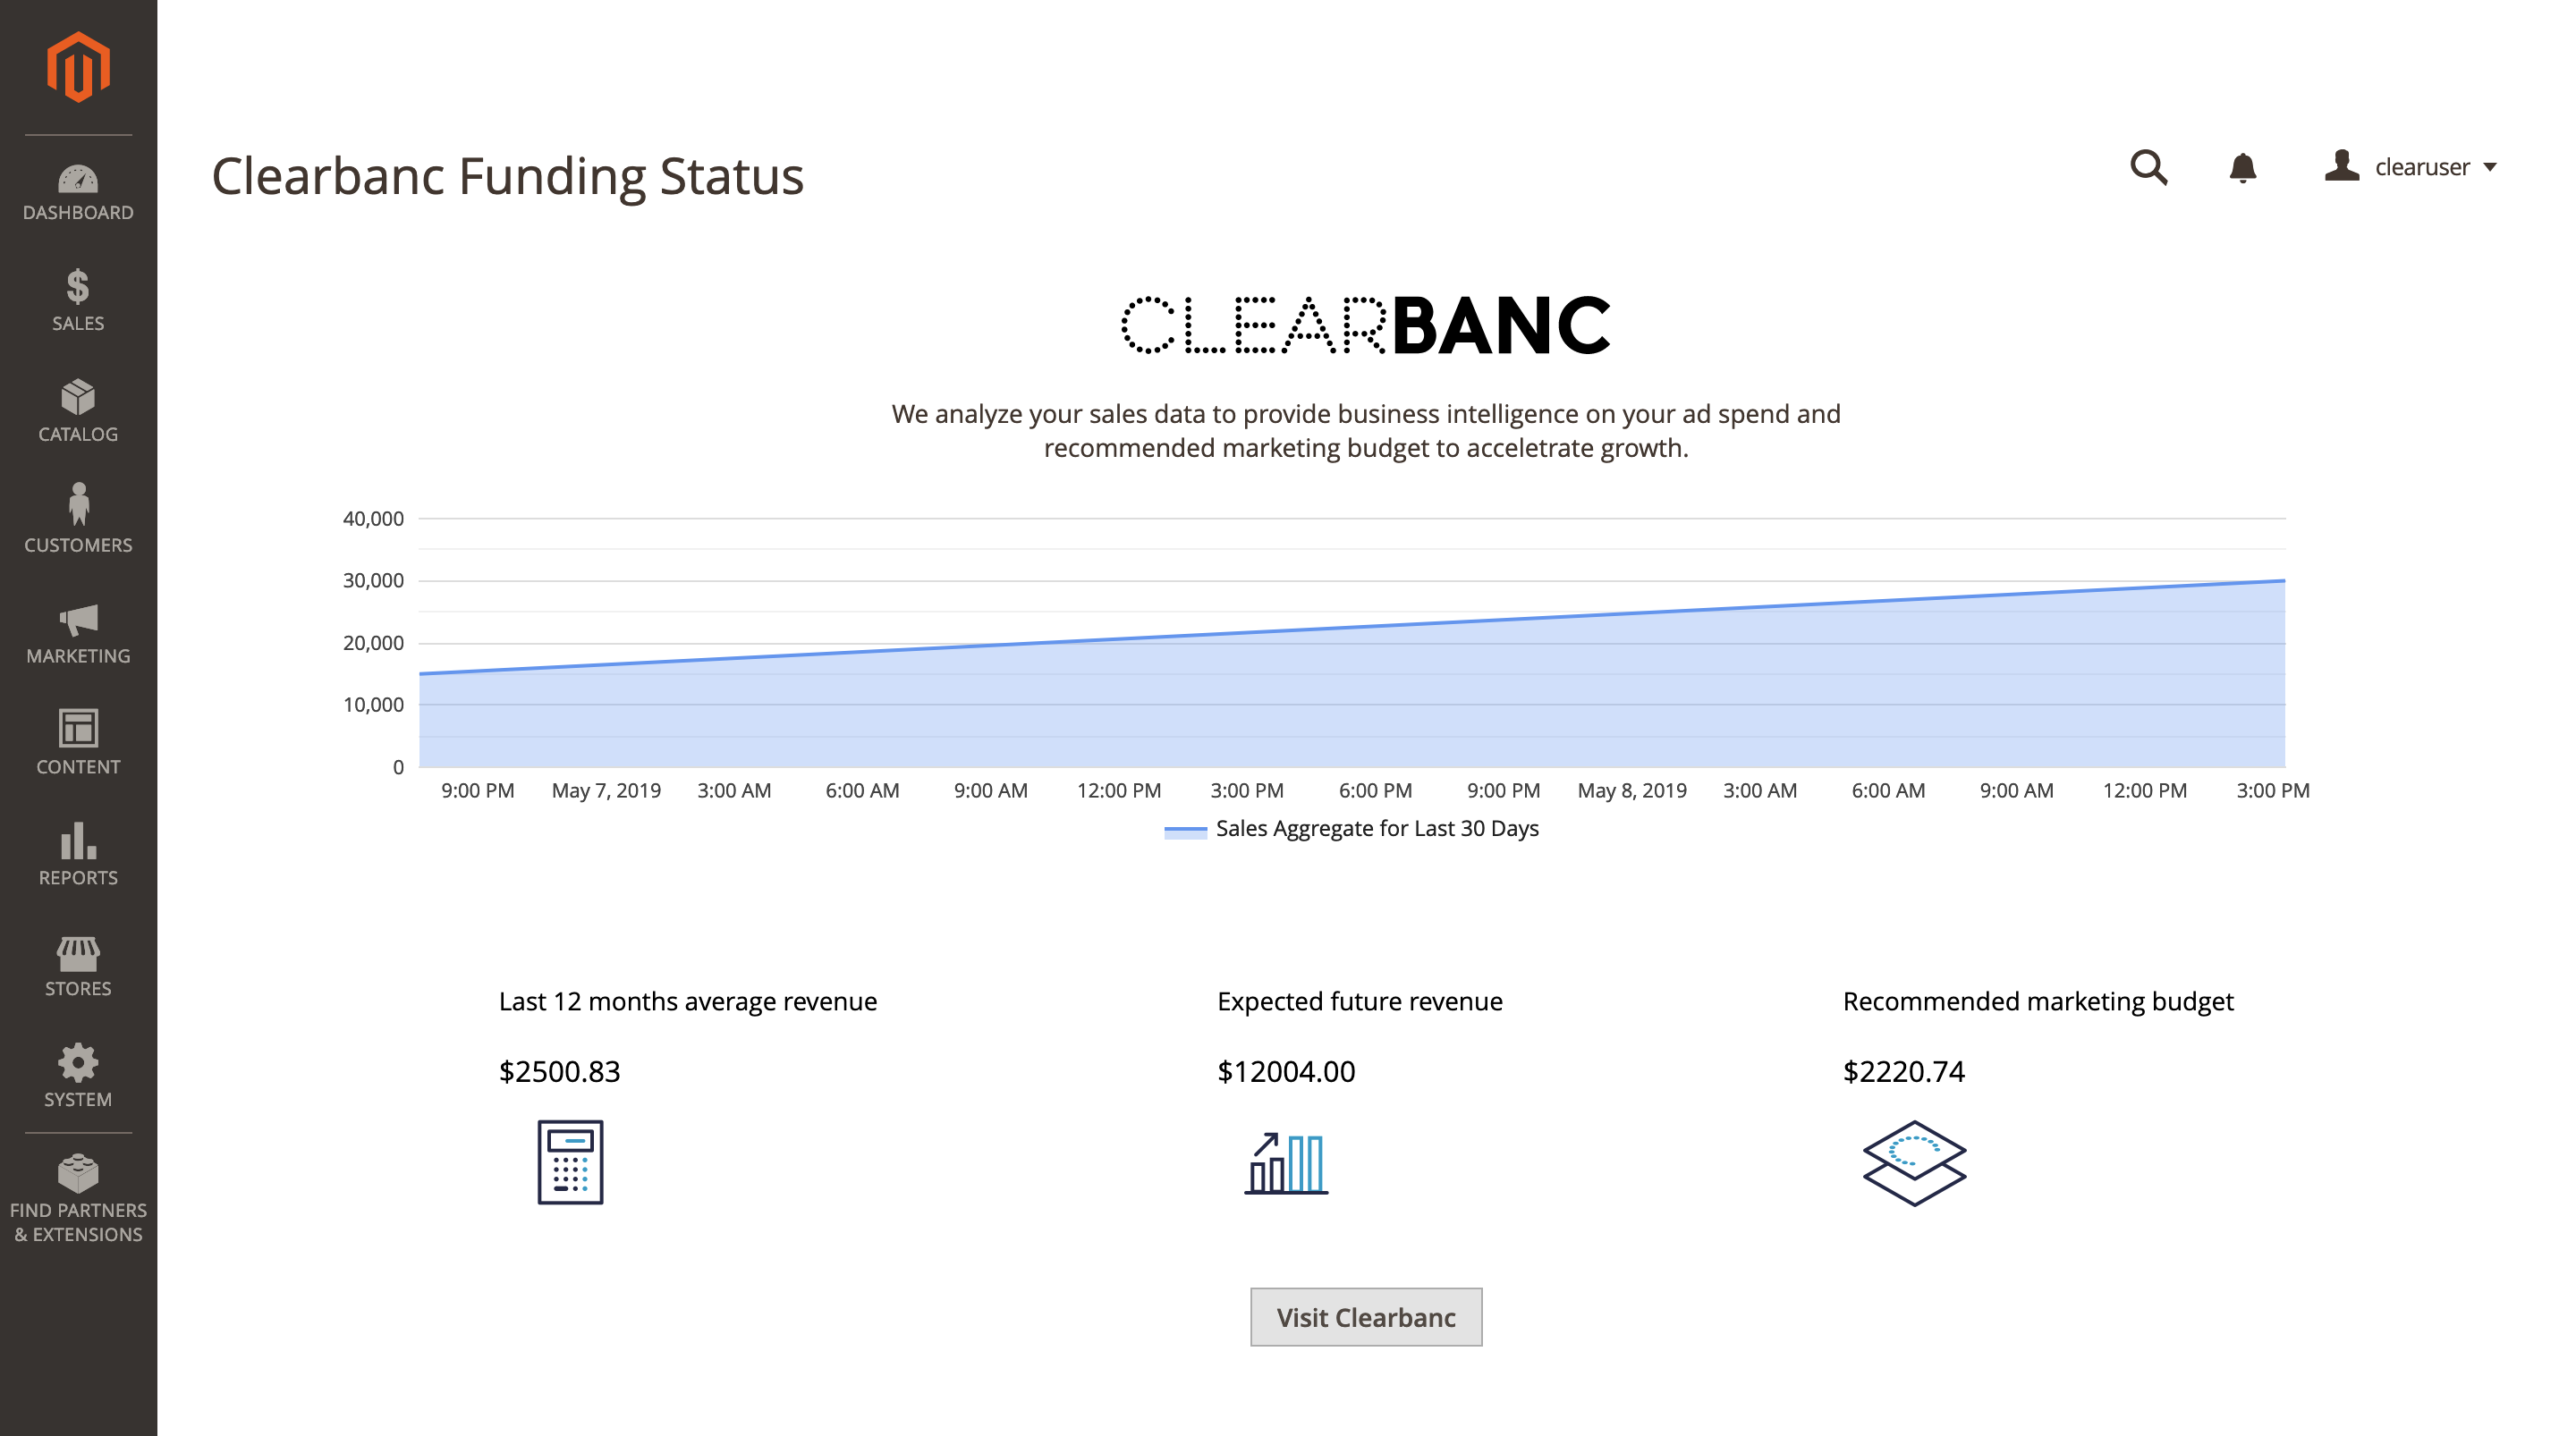 DASHBOARD
SALES
CATALOG
CUSTOMERS
MARKETING
CONTENT
REPORTS
STORES
SYSTEM
FIND PARTNERS
& EXTENSIONS
Clearbanc Funding Status
clearuser
CLEARBANC
We analyze your sales data to provide business intelligence on your ad spend and
recommended marketing budget to acceletrate growth.
40,000
30,000
20,000
10,000
0
9:00 PM May 7, 2019 3:00 AM 6:00 AM 9:00 AM 12:00 PM 3:00 PM 6:00 PM 9:00 PM May 8, 2019 3:00 AM 6:00 AM 9:00 AM 12:00 PM 3:00 PM
Sales Aggregate for Last 30 Days
Last 12 months average revenue
$2500.83
Expected future revenue
$12004.00
Recommended marketing budget
$2220.74
Visit Clearbanc